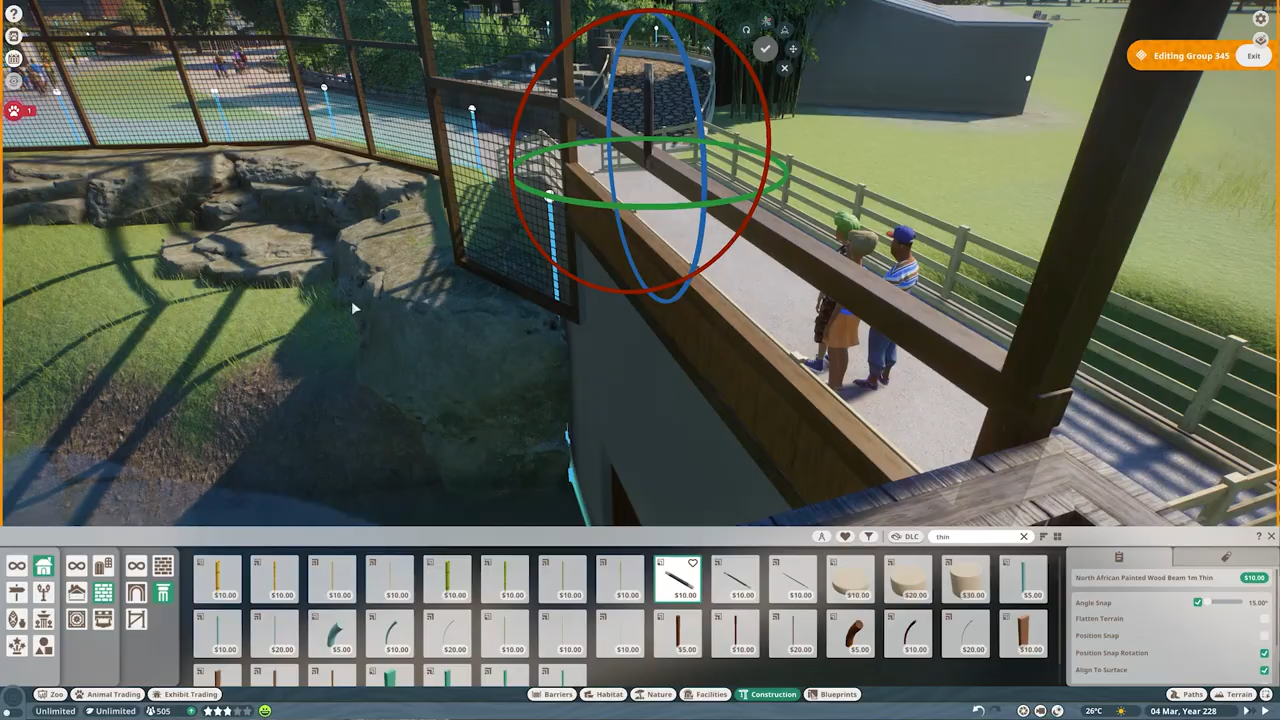 ?
Editing Group 345
Exit
1
DLC
thin
?
$10.00 $10.00 $10.00 $10.00 $10.00 $10.00 $10.00 $10.00 $10.00 $10.00 $10.00 $10.00 $20.00 $30.00 $5.00
$10.00 $20.00 $5.00 $10.00 $20.00 $10.00 $10.00 $10.00 $5.00 $10.00 $20.00 $5.00 $10.00 $20.00 $10.00
North African Painted Wood Beam 1m Thin $10.00
Angle Snap 15.00°
Flatten Terrain
Position Snap
Position Snap Rotation
Align To Surface
Zoo Animal Trading Exhibit Trading Barriers Habitat Nature Facilities Construction Blueprints Paths Terrain
Unlimited Unlimited 505 26°C 04 Mar, Year 228